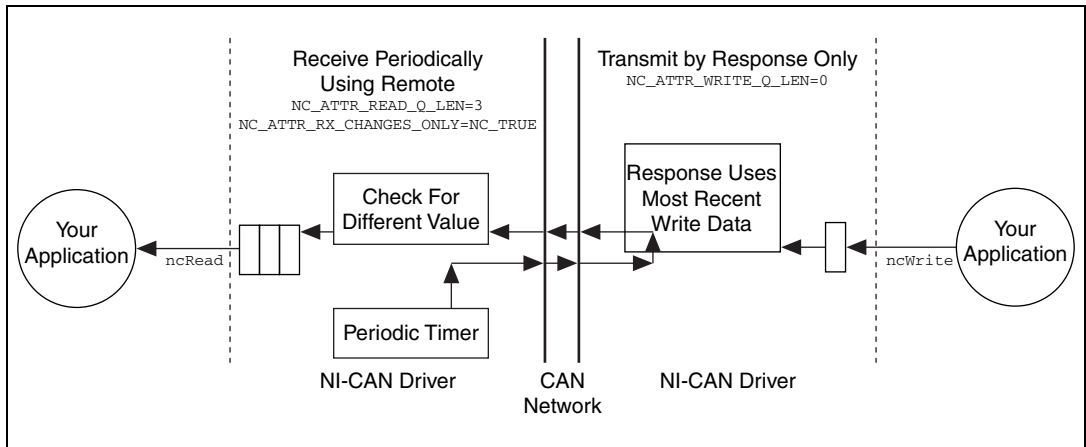 Receive Periodically
Using Remote
NC_ATTR_READ_Q_LEN=3
NC_ATTR_RX_CHANGES_ONLY=NC_TRUE
Transmit by Response Only
NC_ATTR_WRITE_Q_LEN=0
Your
Application
ncRead
Check For
Different Value
Periodic Timer
Response Uses
Most Recent
Write Data
ncWrite
Your
Application
NI-CAN Driver
CAN
Network
NI-CAN Driver